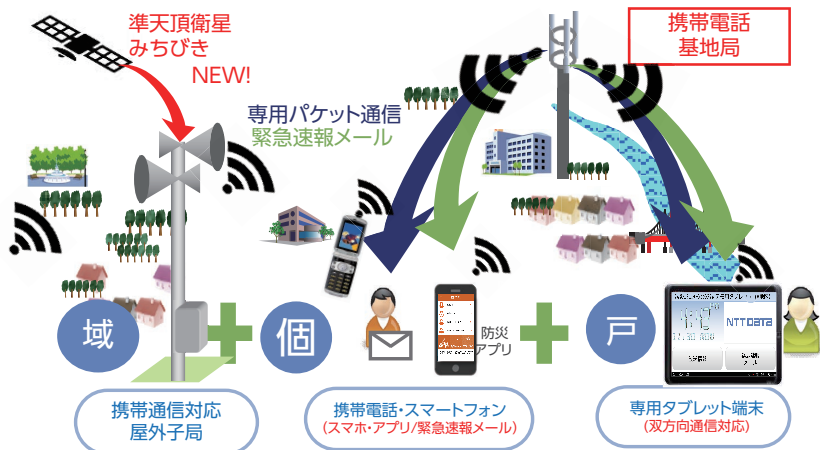 準天頂衛星
みちびき
NEW!
携帯電話
基地局
専用パケット通信
緊急速報メール
域
個
戸
防災
アプリ
NTT DATA
携帯通信対応
屋外子局
携帯電話・スマートフォン
(スマホ・アプリ/緊急速報メール)
専用タブレット端末
(双方向通信対応)